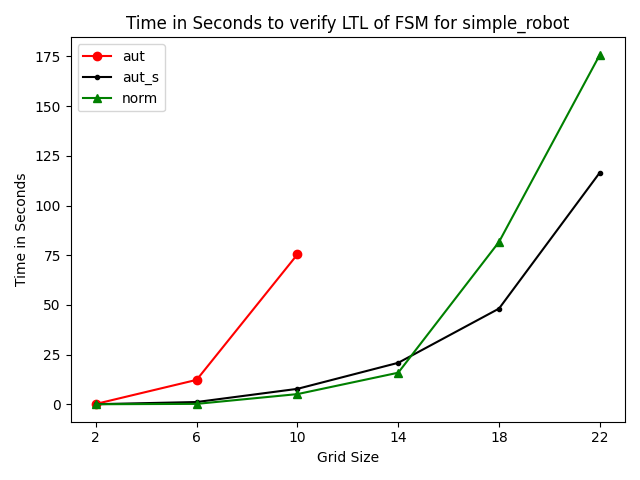 Time in Seconds to verify LTL of FSM for simple_robot
aut
aut_s
norm
175
150
125
100
75
50
25
0
Time in Seconds
2 6 10 14 18 22
Grid Size